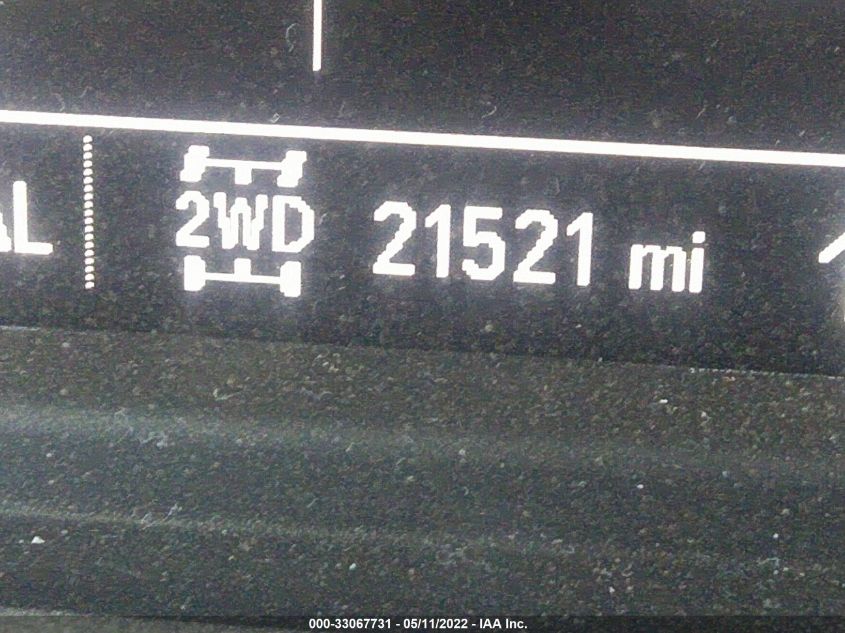 2WD 21521 mi
000-33067731 - 05/11/2022 - IAA Inc.